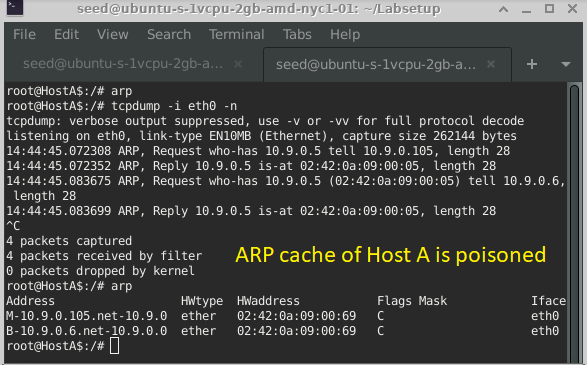 seed@ubuntu-s-1vcpu-2gb-amd-nyc1-01: ~/Labsetup
File Edit View Search Terminal Tabs Help
seed@ubuntu-s-1vcpu-2gb-a... × seed@ubuntu-s-1vcpu-2gb-a... ×
root@HostA$:/# arp
root@HostA$:/# tcpdump -i eth0 -n
tcpdump: verbose output suppressed, use -v or -vv for full protocol decode
listening on eth0, link-type EN10MB (Ethernet), capture size 262144 bytes
14:44:45.072308 ARP, Request who-has 10.9.0.5 tell 10.9.0.105, length 28
14:44:45.072352 ARP, Reply 10.9.0.5 is-at 02:42:0a:09:00:05, length 28
14:44:45.083675 ARP, Request who-has 10.9.0.5 (02:42:0a:09:00:05) tell 10.9.0.6,
length 28
14:44:45.083699 ARP, Reply 10.9.0.5 is-at 02:42:0a:09:00:05, length 28
^C
4 packets captured
4 packets received by filter
0 packets dropped by kernel
ARP cache of Host A is poisoned
root@HostA$:/# arp
Address HWtype HWaddress Flags Mask Iface
M-10.9.0.105.net-10.9.0 ether 02:42:0a:09:00:69 C eth0
B-10.9.0.6.net-10.9.0.0 ether 02:42:0a:09:00:69 C eth0
root@HostA$:/#